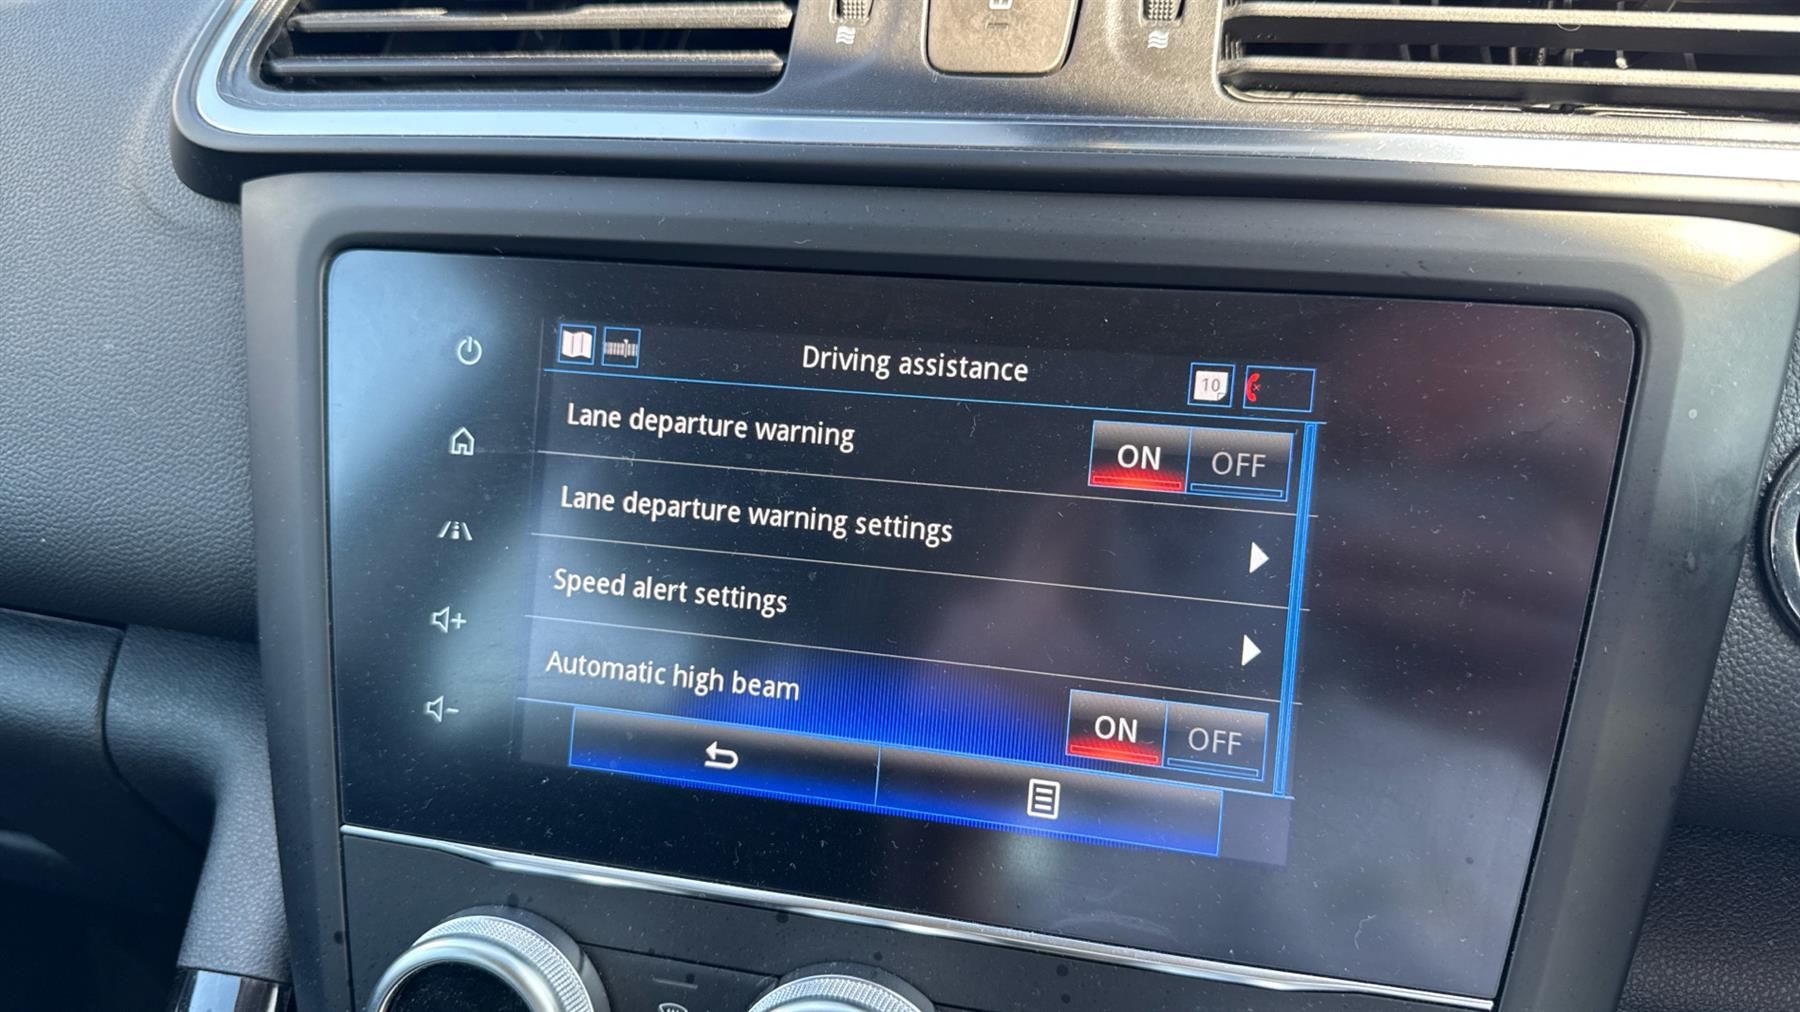 Driving assistance
10
Lane departure warning
ON OFF
Lane departure warning settings
Speed alert settings
Automatic high beam
ON OFF